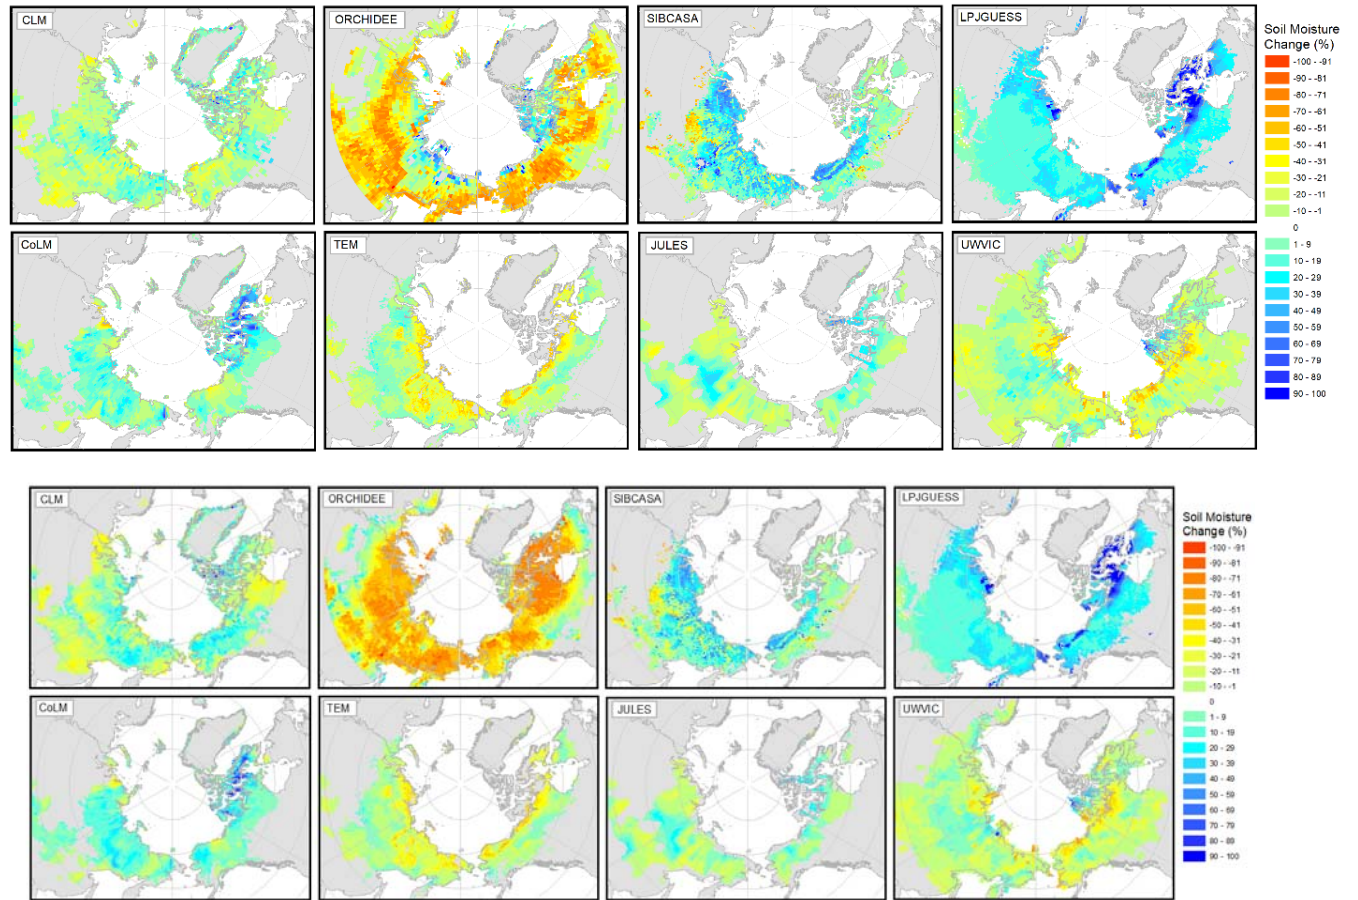 CLM
ORCHIDEE
SIBCASA
LPJGUESS
Soil Moisture
Change (%)
-100 - -91
-90 - -81
-80 - -71
-70 - -61
-60 - -51
-50 - -41
-40 - -31
-30 - -21
-20 - -11
-10 - -1
0
1 - 9
10 - 19
20 - 29
30 - 39
40 - 49
50 - 59
60 - 69
70 - 79
80 - 89
90 - 100
CoLM
TEM
JULES
UWVIC
CLM
ORCHIDEE
SIBCASA
LPJGUESS
Soil Moisture
Change (%)
-100 - -91
-90 - -81
-80 - -71
-70 - -61
-60 - -51
-50 - -41
-40 - -31
-30 - -21
-20 - -11
-10 - -1
0
1 - 9
10 - 19
20 - 29
30 - 39
40 - 49
50 - 59
60 - 69
70 - 79
80 - 89
90 - 100
CoLM
TEM
JULES
UWVIC